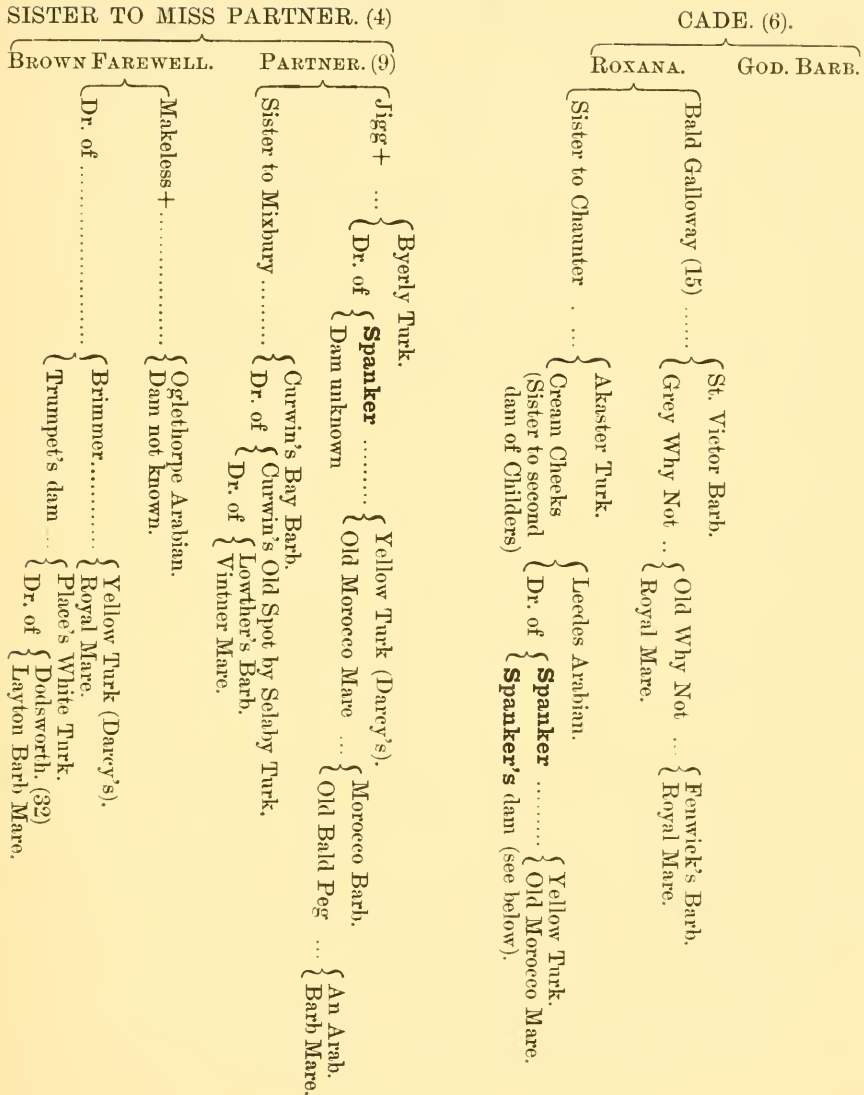 SISTER TO MISS PARTNER. (4)
BROWN FAREWELL. PARTNER. (9)
Jigg+ ...
Byerly Turk.
Dr. of
Spanker .........
Dam unknown
Yellow Turk (Darcy's).
Old Morocco Mare ...
Morocco Barb.
Old Bald Peg ....
An Arab.
Barb Mare.
Sister to Mixbury .........
Curwin's Bay Barb.
Dr. of
Curwin's Old Spot by Selaby Turk.
Dr. of
Lowther's Barb.
Vintner Mare.
Makeless+................
Oglethorpe Arabian.
Dam not known.
Dr. of ........................
Brimmer............
Trumpet's dam ....
Yellow Turk (Darcy's).
Royal Mare.
Place's White Turk.
Dr. of
Dodsworth. (32)
Layton Barb Mare.
CADE. (6).
ROXANA. GOD. BARB.
Bald Galloway (15) ......
St. Victor Barb.
Grey Why Not ..
Old Why Not ...
Royal Mare.
Fenwick's Barb.
Royal Mare.
Sister to Chaunter . ....
Akaster Turk.
Cream Cheeks
(Sister to second
dam of Childers)
Leedes Arabian.
Dr. of
Spanker .........
Spanker's dam (see below).
Yellow Turk.
Old Morocco Mare.